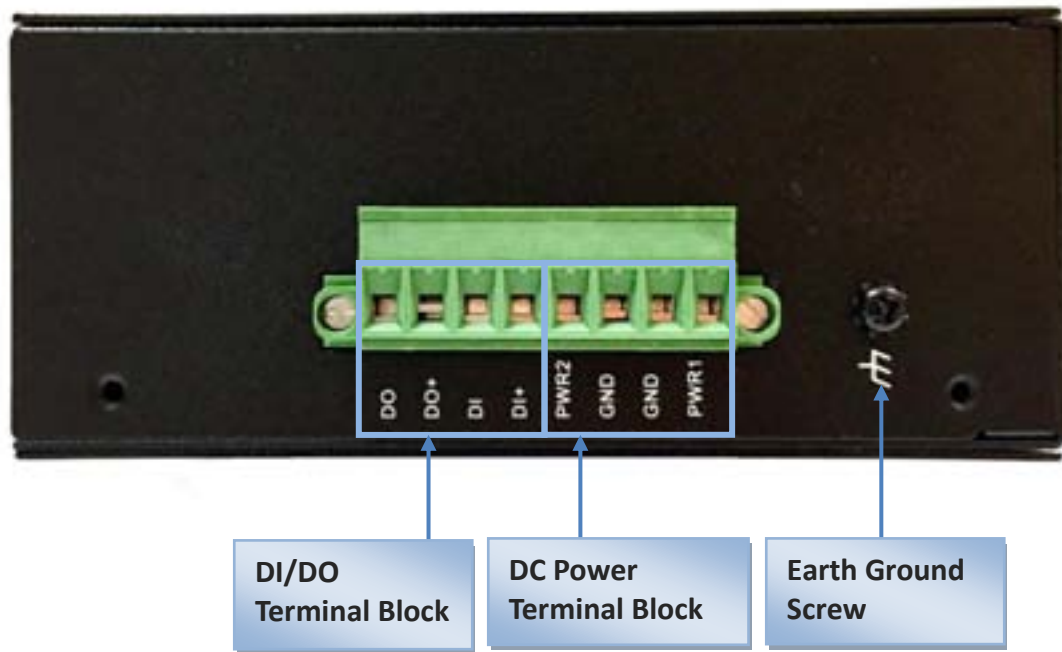 DO
DO+
DI
DI+
PWR2
GND
GND
PWR1
DI/DO
Terminal Block
DC Power
Terminal Block
Earth Ground
Screw